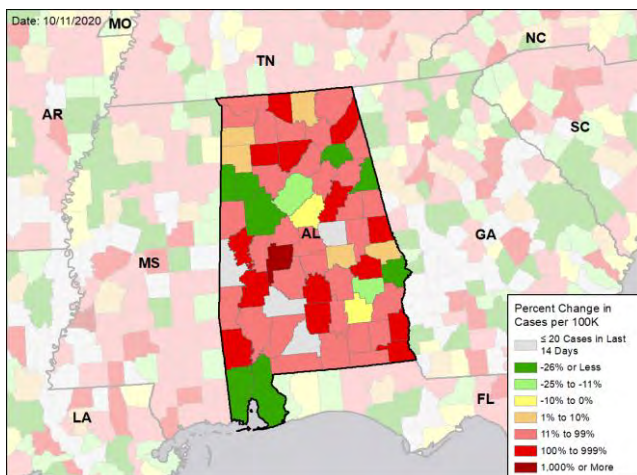 Date: 10/11/2020
MO
NC
TN
AR
SC
AL
MS
GA
LA
FL
Percent Change in
Cases per 100K
≤ 20 Cases in Last
14 Days
-26% or Less
-25% to -11%
-10% to 0%
1% to 10%
11% to 99%
100% to 999%
1,000% or More